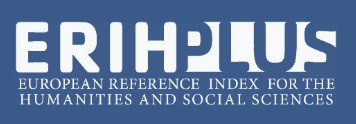 ERIHPLUS
EUROPEAN REFERENCE INDEX FOR THE
HUMANITIES AND SOCIAL SCIENCES